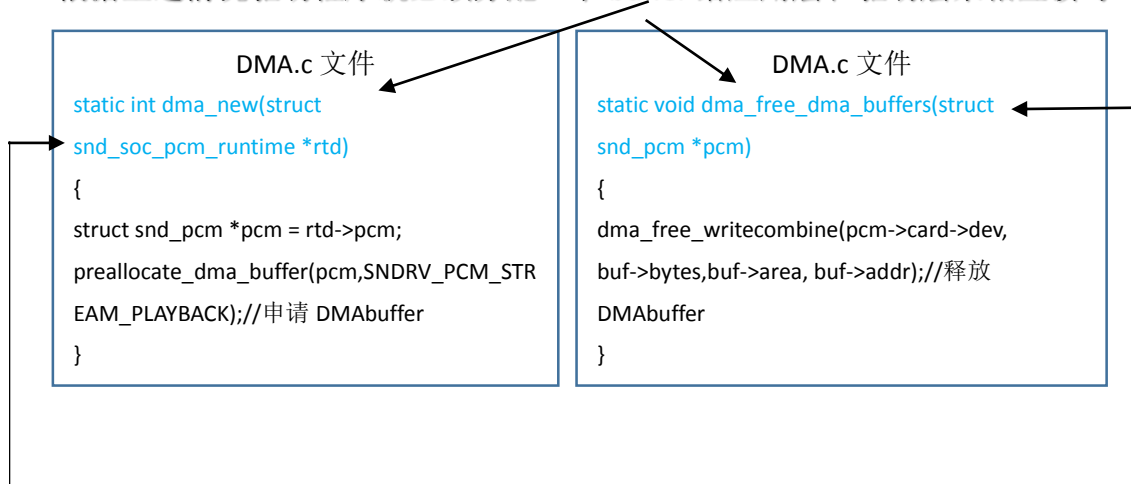 DMA.c 文件
static int dma_new(struct
snd_soc_pcm_runtime *rtd)
{
struct snd_pcm *pcm = rtd->pcm;
preallocate_dma_buffer(pcm,SNDRV_PCM_STR
EAM_PLAYBACK);//申请 DMAbuffer
}
DMA.c 文件
static void dma_free_dma_buffers(struct
snd_pcm *pcm)
{
dma_free_writecombine(pcm->card->dev,
buf->bytes,buf->area, buf->addr);//释放
DMAbuffer
}